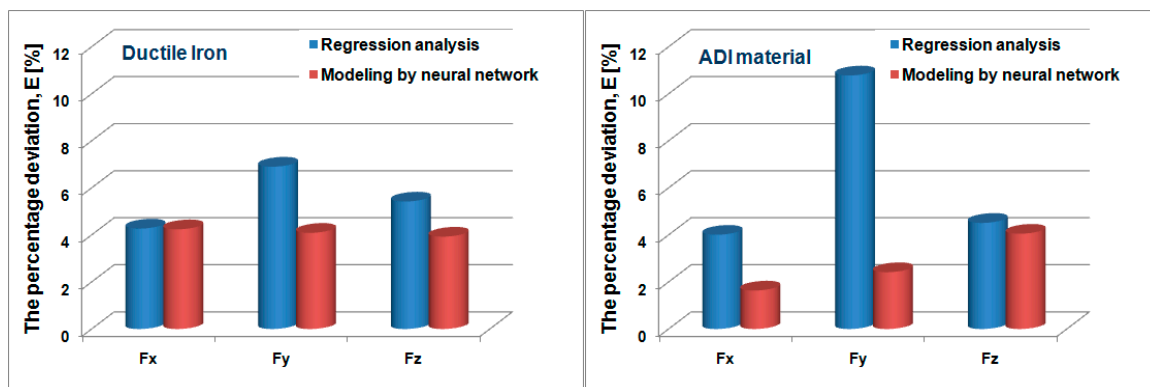 The percentage deviation, E [%]
Ductile Iron
Regression analysis
Modeling by neural network
12
10
8
6
4
2
0
Fx Fy Fz
The percentage deviation, E [%]
ADI material
Regression analysis
Modeling by neural network
12
10
8
6
4
2
0
Fx Fy Fz